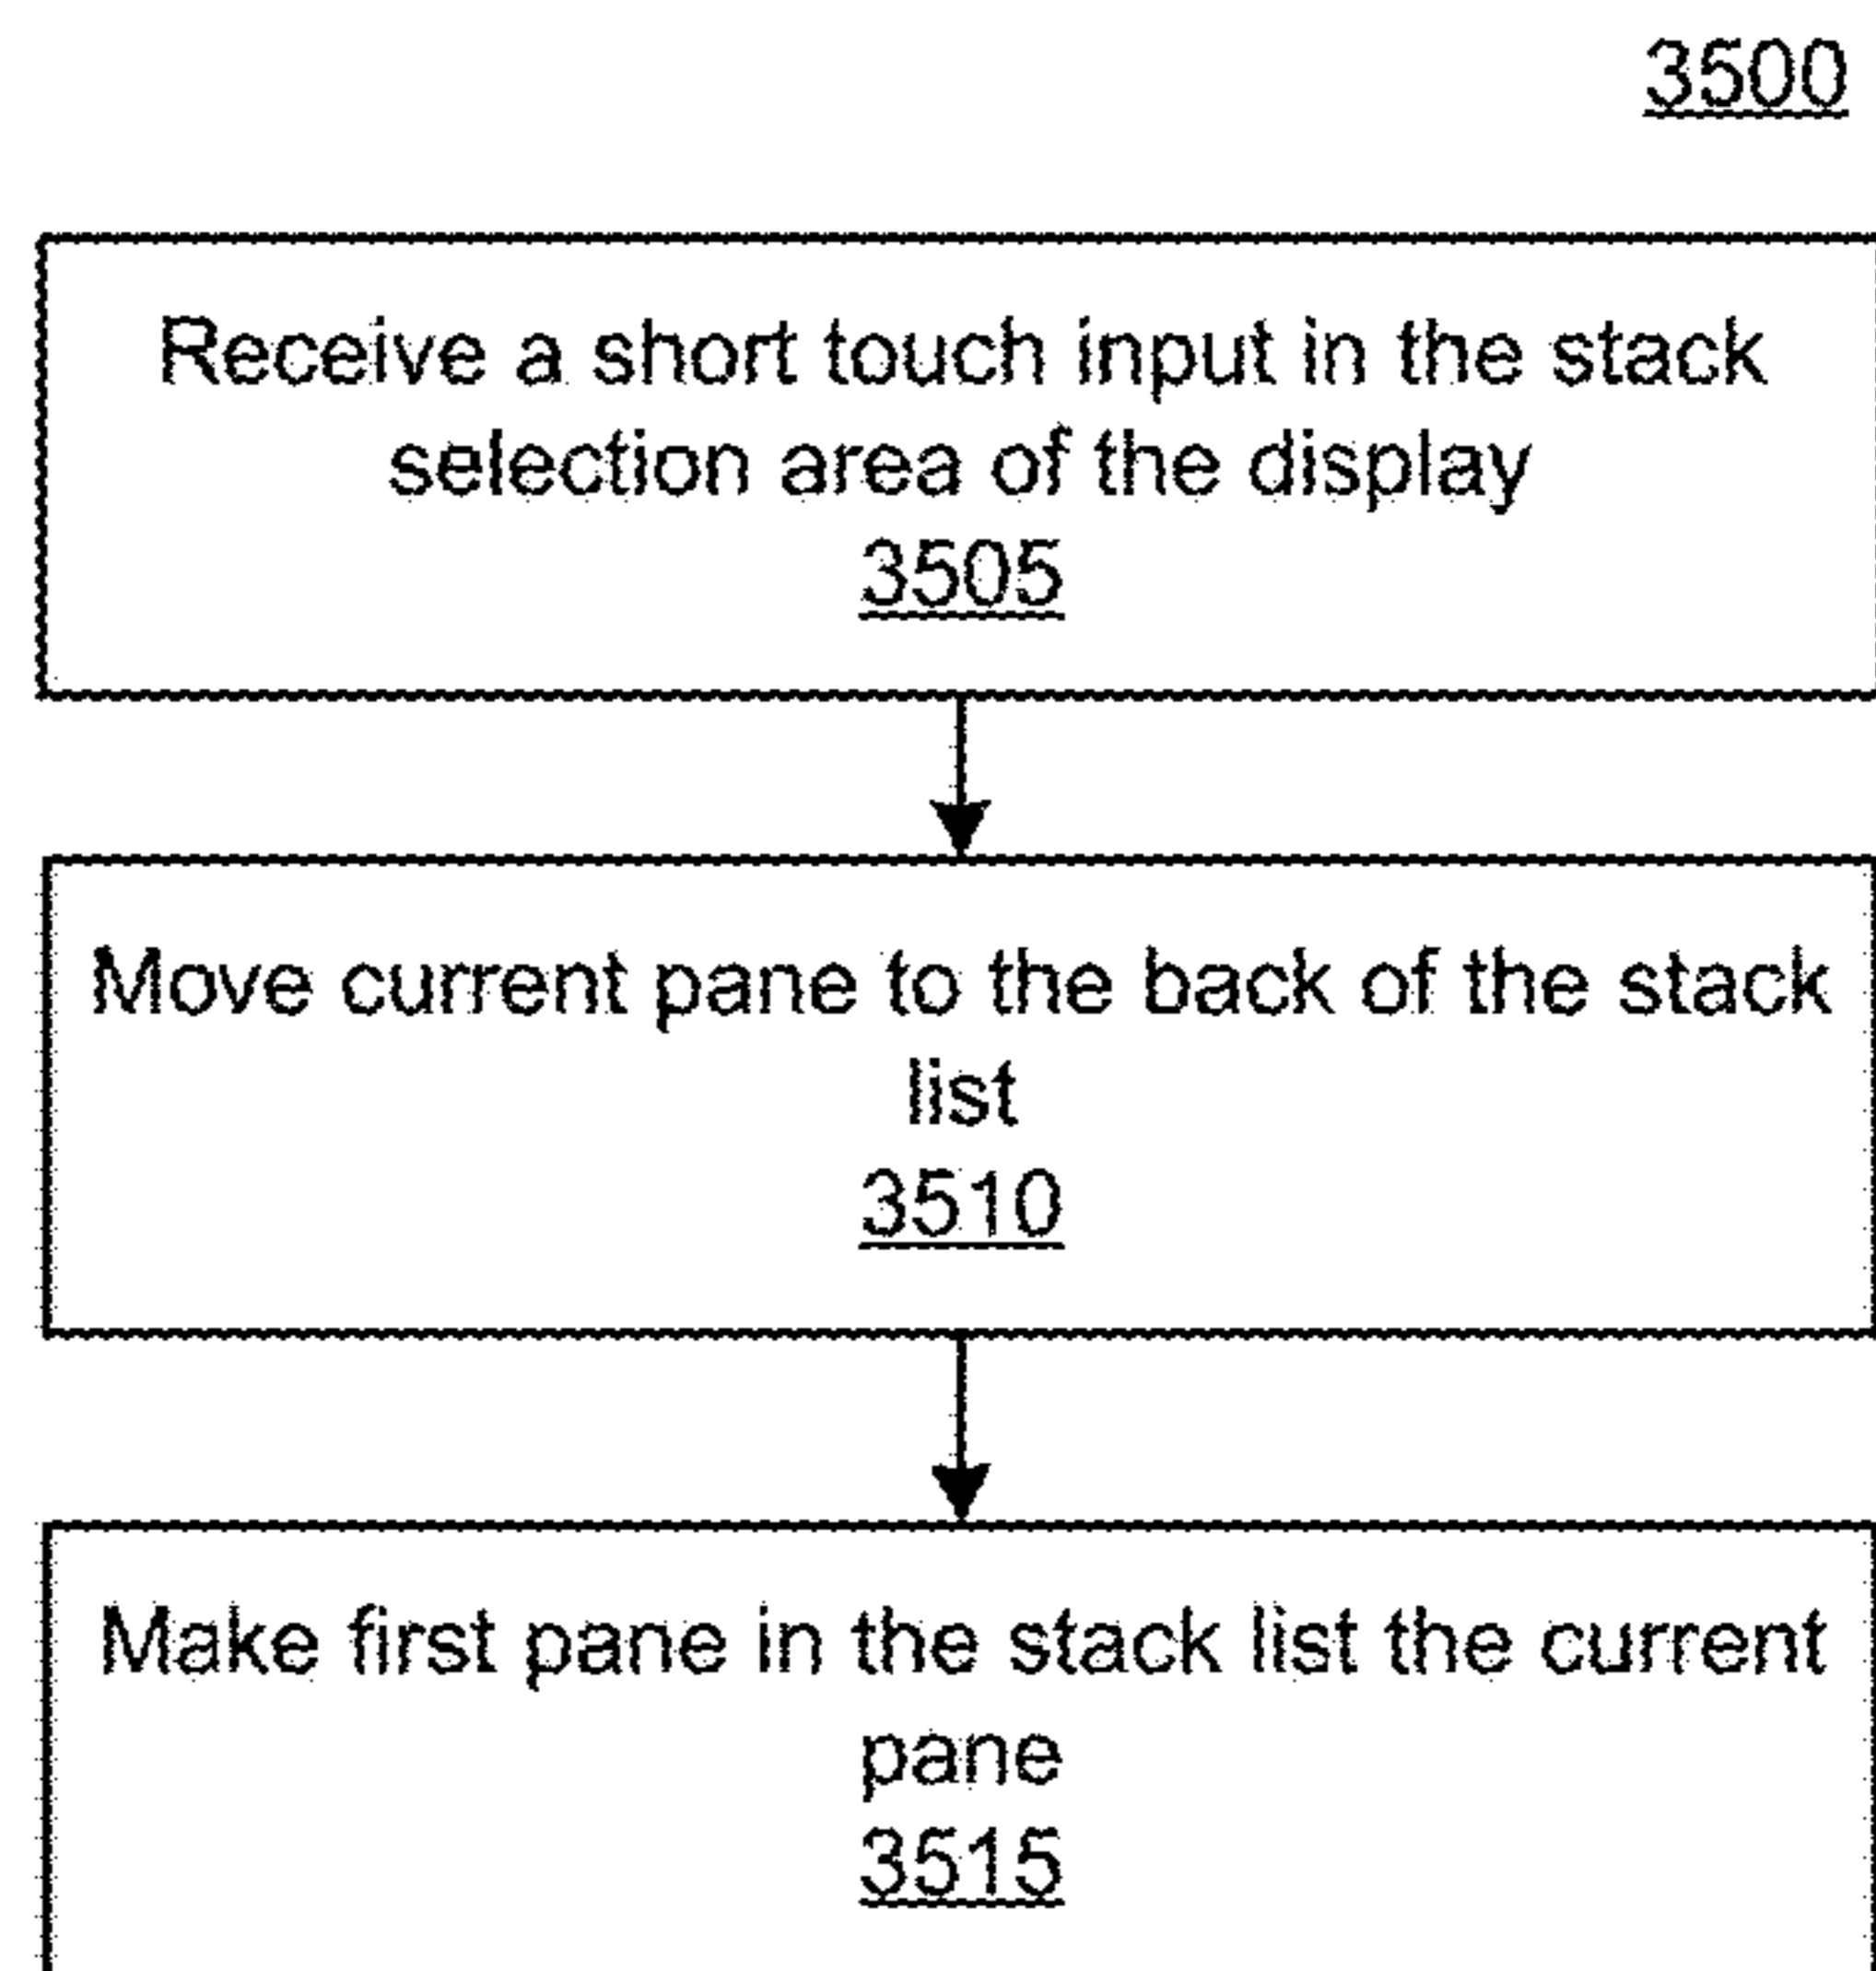 3500
Receive a short touch input in the stack
selection area of the display
3505
Move current pane to the back of the stack
list
3510
Make first pane in the stack list the current
pane
3515